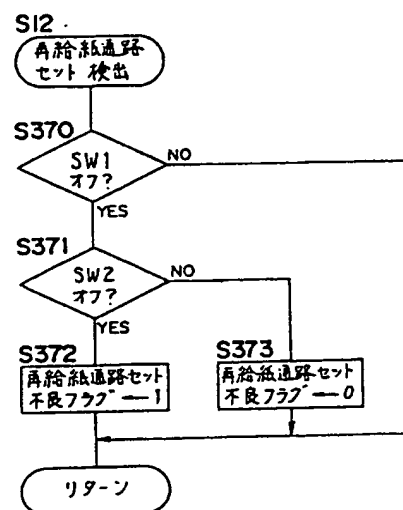 S12
再給紙通路
セット 検出
S370
SW1
オフ?
NO
YES
S371
SW2
オフ?
NO
YES
S372
再給紙通路セット
不良フラグ ← 1
S373
再給紙通路セット
不良フラグ ← 0
リターン